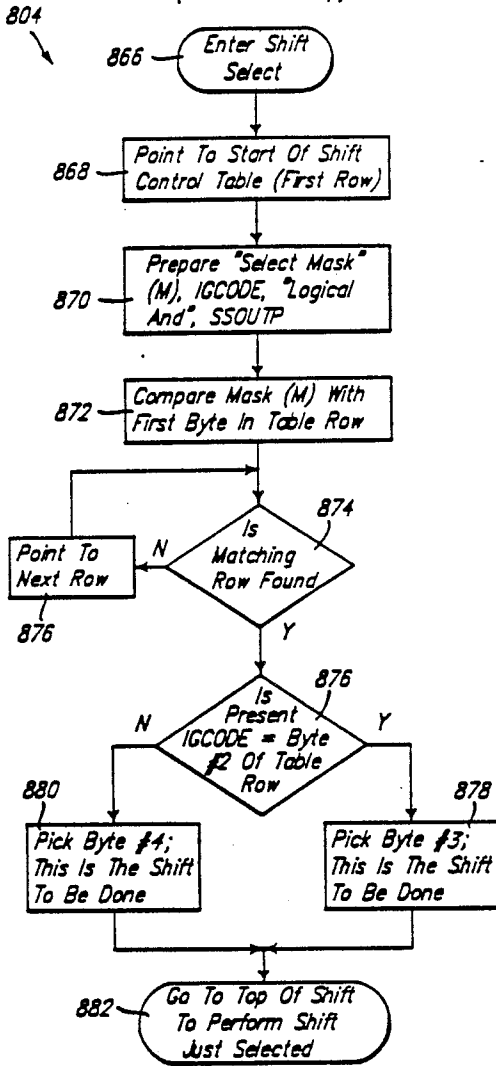 804
866
Enter Shift
Select
868
Point To Start Of Shift
Control Table (First Row)
870
Prepare "Select Mask"
(M), IGCODE, "Logical
And", SSOUTP
872
Compare Mask (M) With
First Byte In Table Row
874
Is
Matching
Row Found
N
Point To
Next Row
876
Y
876
Is
Present
IGCODE = Byte
#2 Of Table
Row
N
Y
880
Pick Byte #4;
This Is The Shift
To Be Done
878
Pick Byte #3;
This Is The Shift
To Be Done
882
Go To Top Of Shift
To Perform Shift
Just Selected